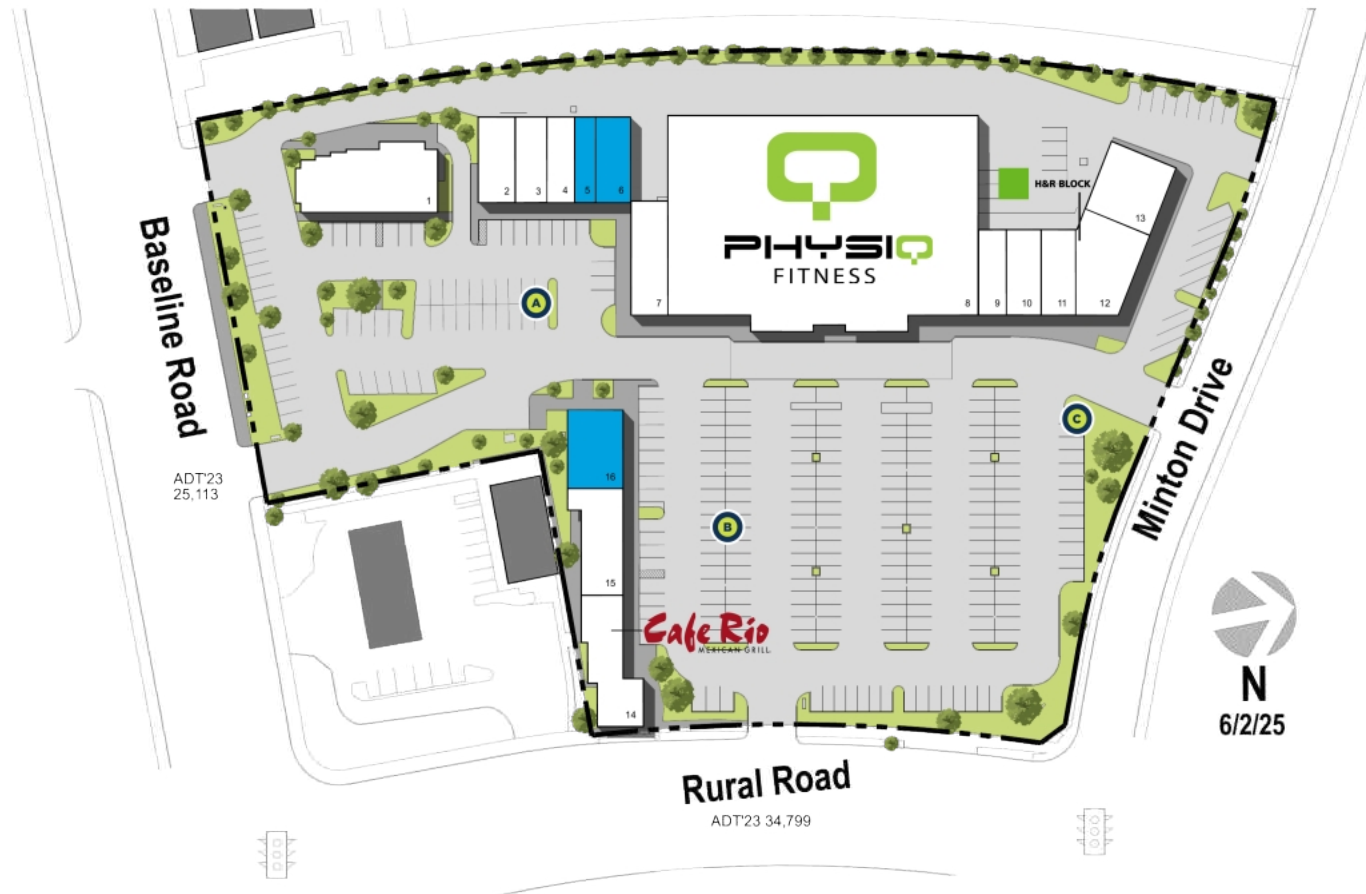 PHYSIQ
FITNESS
H&R BLOCK
1
2
3
4
5
6
7
8
9
10
11
12
13
A
Baseline Road
ADT'23
25,113
16
B
C
Minton Drive
15
Cafe Rio
MEXICAN GRILL
14
N
6/2/25
Rural Road
ADT'23 34,799